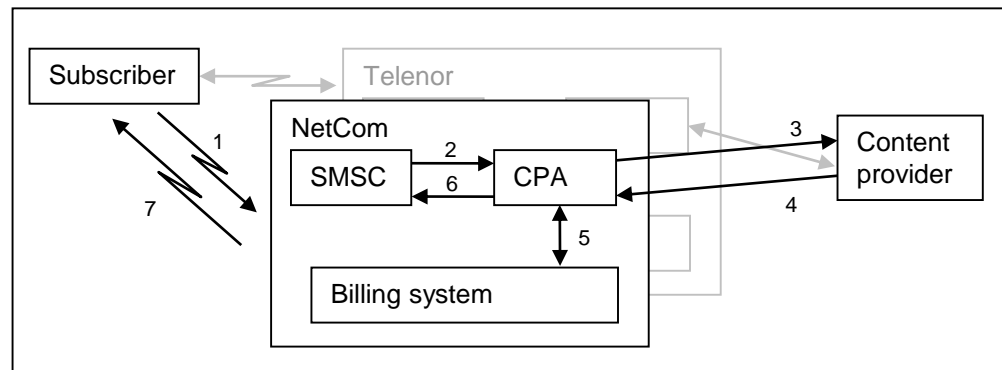 Subscriber
Telenor
NetCom
1
SMSC
2
CPA
3
Content
provider
6
4
7
5
Billing system